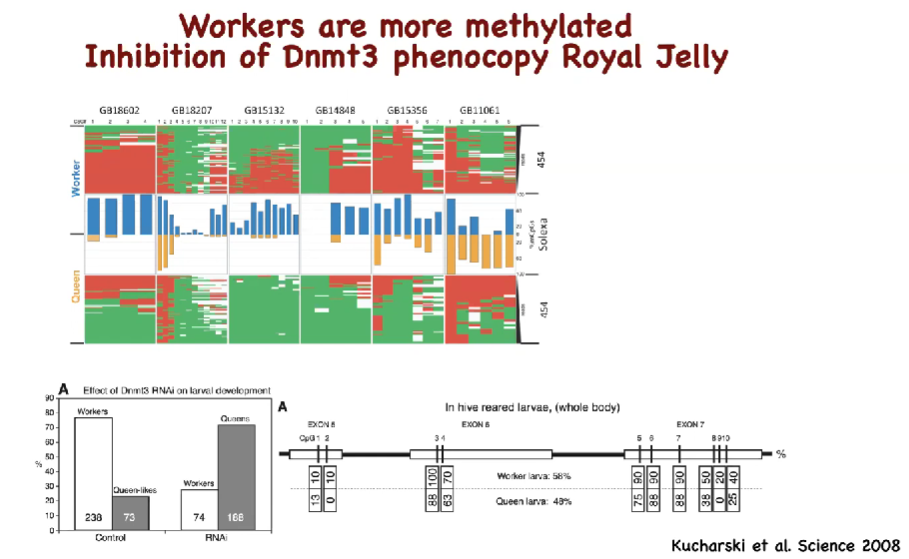 Workers are more methylated
Inhibition of Dnmt3 phenocopy Royal Jelly
GB18602 GB18207 GB15132 GB14848 GB15356 GB11061
Worker
Queen
454
Solexa
454
A Effect of Dnmt3 RNAi on larval development
90
80
70
60
50
40
30
20
10
0
%
Workers
Queen-likes
Workers
Queens
238 73 74 188
Control RNAi
A
In hive reared larvae, (whole body)
EXON 5 EXON 6 EXON 7
CpG 1 2 3 4 5 6 7 8 9 10
%
10 10 100 70 90 90 90 50 20 40
Worker larva: 58%
Queen larva: 48%
13 0 88 63 75 88 88 38 0 25
Kucharski et al. Science 2008